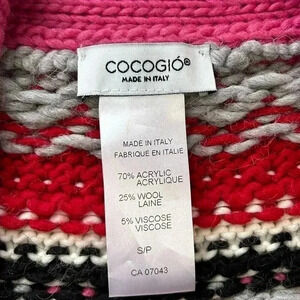 COCOGIÓ®
MADE IN ITALY
MADE IN ITALY
FABRIQUE EN ITALIE
70% ACRYLIC
ACRYLIQUE
25% WOOL
LAINE
5% VISCOSE
VISCOSE
S/P
CA 07043